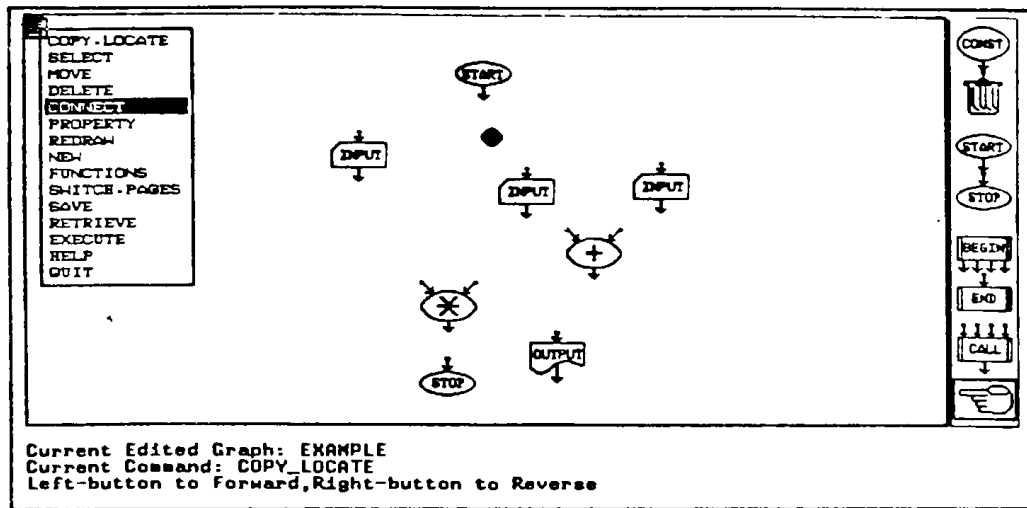 COPY.LOCATE
SELECT
MOVE
DELETE
CONNECT
PROPERTY
REDRAW
NEW
FUNCTIONS
SWITCH.PAGES
SAVE
RETRIEVE
EXECUTE
HELP
QUIT
START
INPUT
INPUT
INPUT
+
*
OUTPUT
STOP
CONST
START
STOP
BEGIN
END
CALL
Current Edited Graph: EXAMPLE
Current Command: COPY_LOCATE
Left-button to Forward,Right-button to Reverse